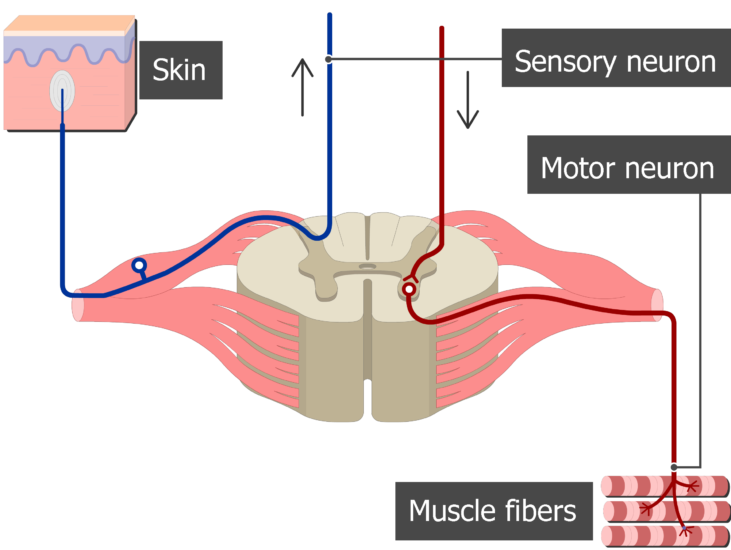 Skin
Sensory neuron
Motor neuron
Muscle fibers